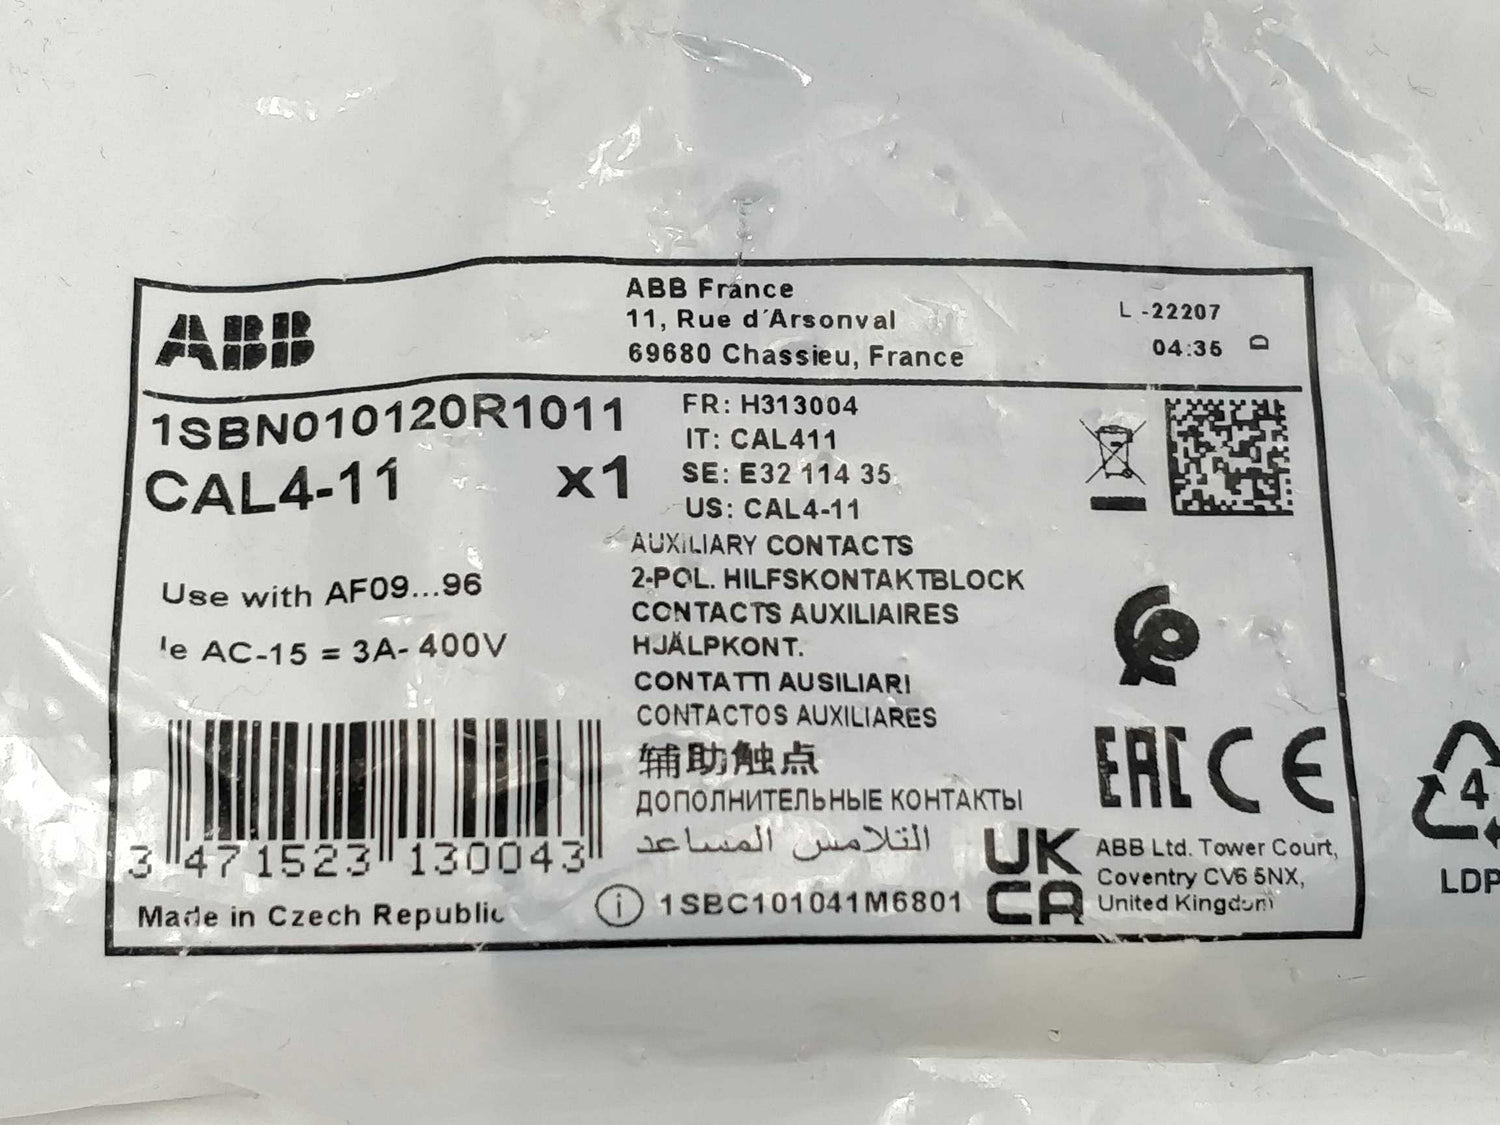 ABB
ABB France
11, Rue d´Arsonval
69680 Chassieu, France
L -22207
04:35 D
1SBN010120R1011
CAL4-11 x1
Use with AF09...96
Ie AC-15 = 3A- 400V
3 471523 130043
Made in Czech Republic
FR: H313004
IT: CAL411
SE: E32 114 35
US: CAL4-11
AUXILIARY CONTACTS
2-POL. HILFSKONTAKTBLOCK
CONTACTS AUXILIAIRES
HJÄLPKONT.
CONTATTI AUSILIARI
CONTACTOS AUXILIARES
辅助触点
ДОПОЛНИТЕЛЬНЫЕ КОНТАКТЫ
التلامس المساعد
i 1SBC101041M6801
EAC CE
UK
CA
ABB Ltd. Tower Court,
Coventry CV6 5NX,
United Kingdom
4
LDP